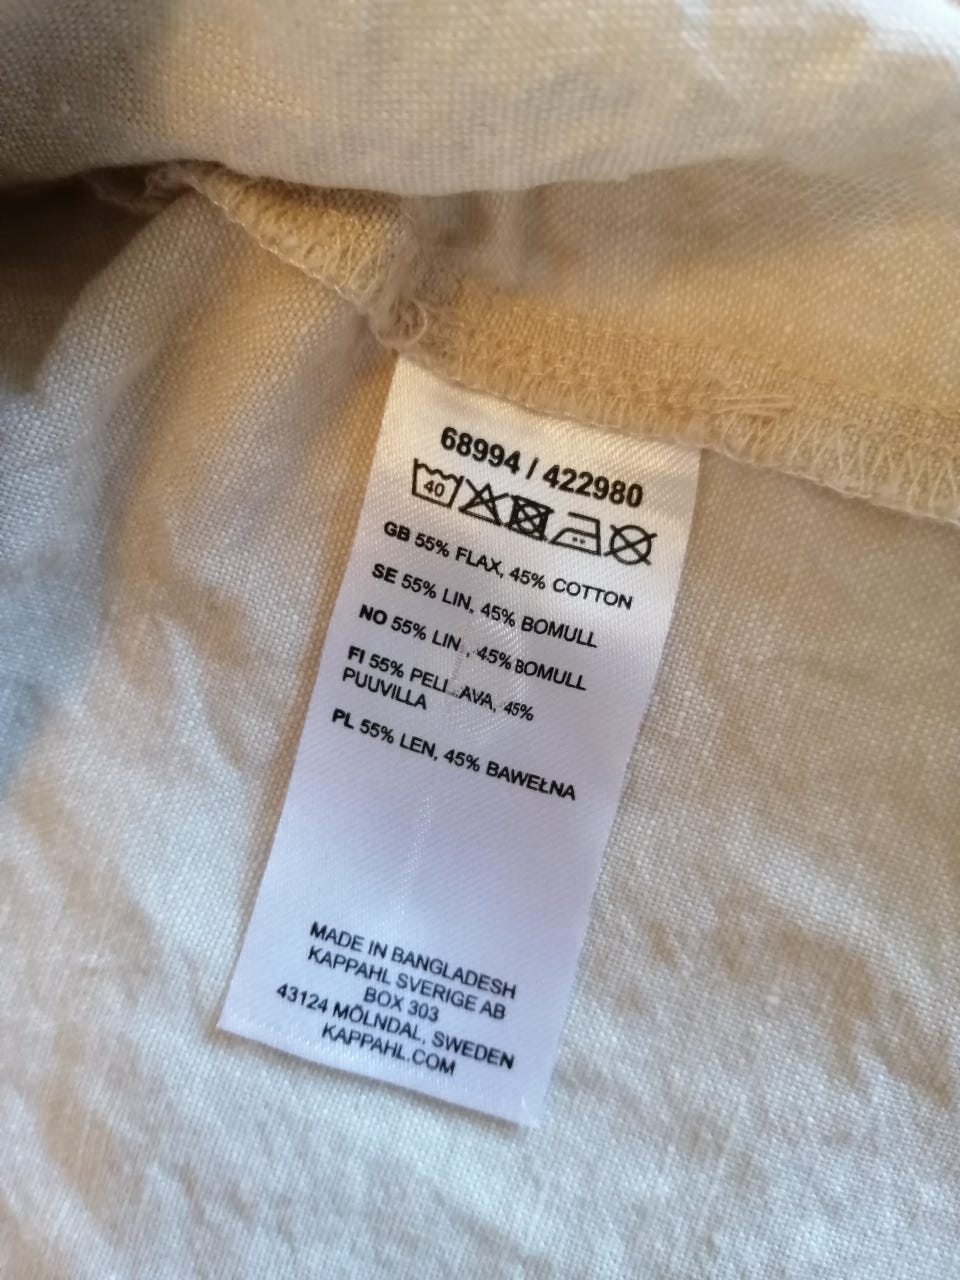 68994 / 422980
40
GB 55% FLAX, 45% COTTON
SE 55% LIN, 45% BOMULL
NO 55% LIN, 45% BOMULL
FI 55% PELLAVA, 45%
PUUVILLA
PL 55% LEN, 45% BAWEŁNA
MADE IN BANGLADESH
KAPPAHL SVERIGE AB
BOX 303
43124 MÖLNDAL, SWEDEN
KAPPAHL.COM